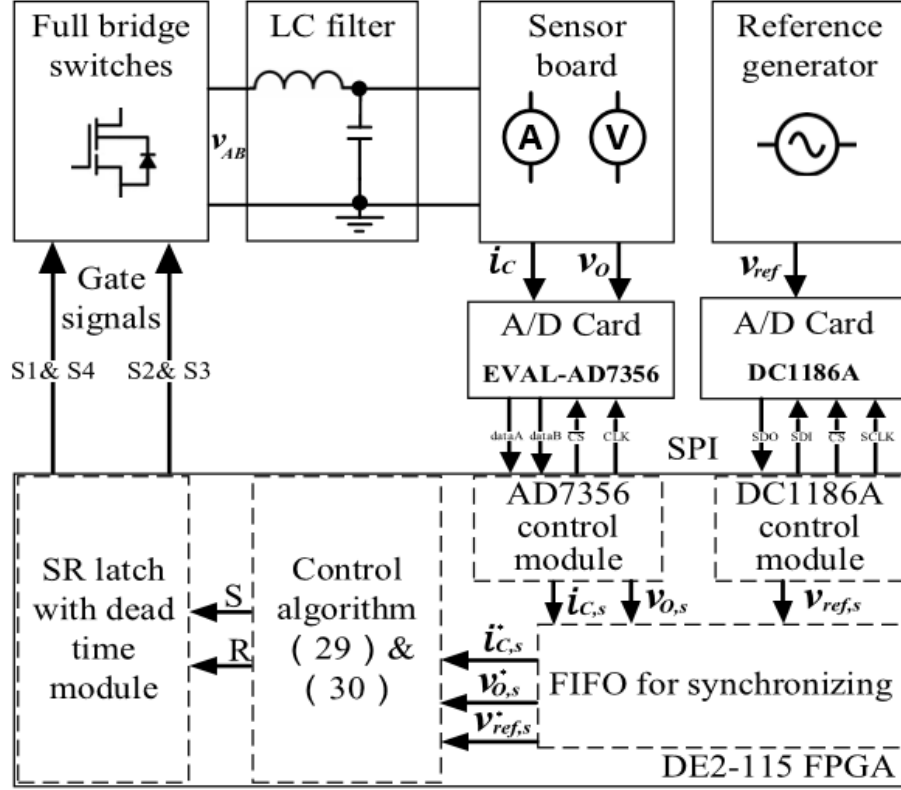 Full bridge
switches
LC filter
Sensor
board
Reference
generator
A
V
v_AB
i_C
v_O
v_ref
Gate
signals
S1& S4
S2& S3
A/D Card
EVAL-AD7356
A/D Card
DC1186A
dataA
dataB
CS
CLK
SDO
SDI
CS
SCLK
SPI
AD7356
control
module
DC1186A
control
module
i_C,s
v_O,s
v_ref,s
SR latch
with dead
time
module
S
R
Control
algorithm
( 29 ) &
( 30 )
i*_C,s
v*_O,s
v*_ref,s
FIFO for synchronizing
DE2-115 FPGA